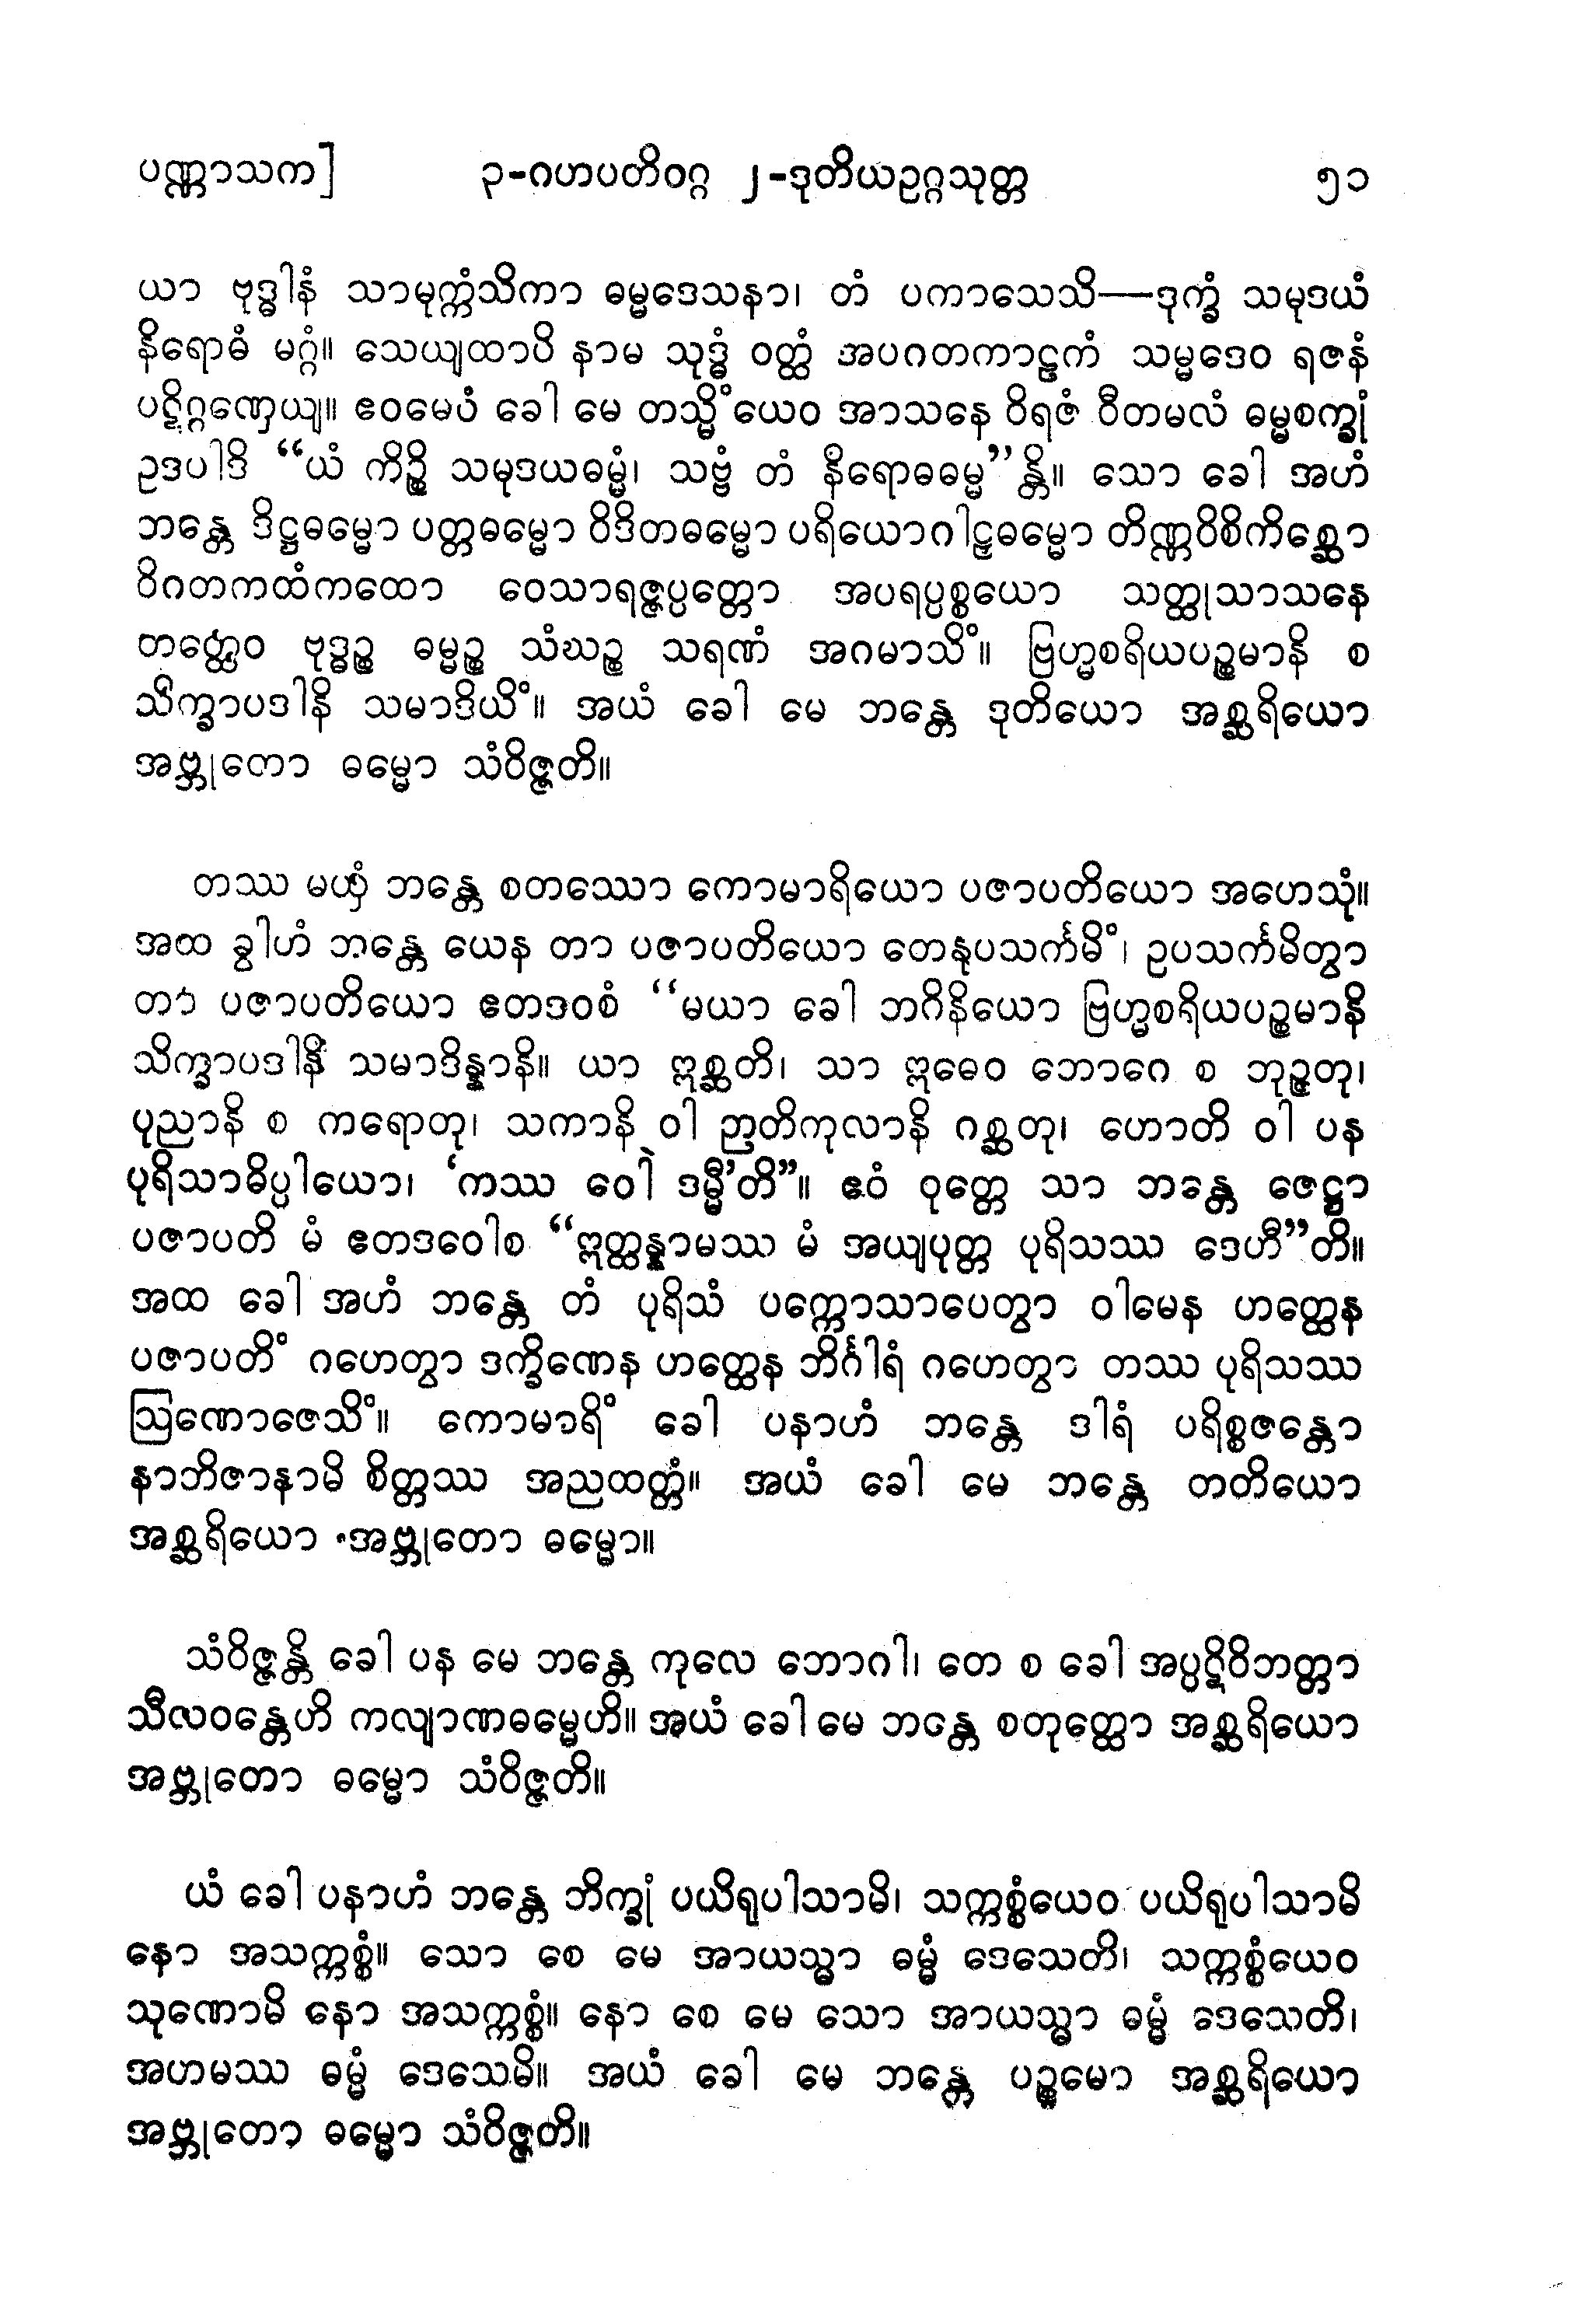 ပဏ္ဏာသက] ၃-ဂဟပတိဝဂ္ဂ ၂-ဒုတိယဥဂ္ဂသုတ္တ ၅၁
ယာ ဗုဒ္ဓါနံ သာမုက္ကံသိကာ ဓမ္မဒေသနာ၊ တံ ပကာသေသိ—ဒုက္ခံ သမုဒယံ
နိရောဓံ မဂ္ဂံ။ သေယျထာပိ နာမ သုဒ္ဓံ ဝတ္ထံ အပဂတကာဠကံ သမ္မဒေဝ ရဇနံ
ပဋိဂ္ဂဏှေယျ။ ဧဝမေဝံ ခေါ မေ တသ္မိံယေဝ အာသနေ ဝိရဇံ ဝီတမလံ ဓမ္မစက္ခုံ
ဥဒပါဒိ “ယံ ကိဉ္စိ သမုဒယဓမ္မံ၊ သဗ္ဗံ တံ နိရောဓဓမ္မ”န္တိ။ သော ခေါ အဟံ
ဘန္တေ ဒိဋ္ဌဓမ္မော ပတ္တဓမ္မော ဝိဒိတဓမ္မော ပရိယောဂါဠှဓမ္မော တိဏ္ဏဝိစိကိစ္ဆော
ဝိဂတကထံကထော ဝေသာရဇ္ဇပ္ပတ္တော အပရပ္ပစ္စယော သတ္ထုသာသနေ
တတ္ထေဝ ဗုဒ္ဓဉ္စ ဓမ္မဉ္စ သံဃဉ္စ သရဏံ အဂမာသိံ။ ဗြဟ္မစရိယပဉ္စမာနိ စ
သိက္ခာပဒါနိ သမာဒိယိံ။ အယံ ခေါ မေ ဘန္တေ ဒုတိယော အစ္ဆရိယော
အဗ္ဘုတော ဓမ္မော သံဝိဇ္ဇတိ။
တဿ မယှံ ဘန္တေ စတဿော ကောမာရိယော ပဇာပတိယော အဟေသုံ။
အထ ခွါဟံ ဘန္တေ ယေန တာ ပဇာပတိယော တေနုပသင်္ကမိံ၊ ဥပသင်္ကမိတွာ
တာ ပဇာပတိယော ဧတဒဝစံ “မယာ ခေါ ဘဂိနိယော ဗြဟ္မစရိယပဉ္စမာနိ
သိက္ခာပဒါနိ သမာဒိန္နာနိ။ ယာ ဣစ္ဆတိ၊ သာ ဣဓေဝ ဘောဂေ စ ဘုဉ္ဇတု၊
ပုညာနိ စ ကရောတု၊ သကာနိ ဝါ ဉာတိကုလာနိ ဂစ္ဆတု၊ ဟောတိ ဝါ ပန
ပုရိသာဓိပ္ပါယော၊ ‘ကဿ ဝေါ ဒမ္မီ’တိ”။ ဧဝံ ဝုတ္တေ သာ ဘန္တေ ဇေဋ္ဌာ
ပဇာပတိ မံ ဧတဒဝေါစ “ဣတ္ထန္နာမဿ မံ အယျပုတ္တ ပုရိသဿ ဒေဟီ”တိ။
အထ ခေါ အဟံ ဘန္တေ တံ ပုရိသံ ပက္ကောသာပေတွာ ဝါမေန ဟတ္ထေန
ပဇာပတိံ ဂဟေတွာ ဒက္ခိဏေန ဟတ္ထေန ဘိင်္ဂါရံ ဂဟေတွာ တဿ ပုရိသဿ
ဩဏောဇေသိံ။ ကောမာရိံ ခေါ ပနာဟံ ဘန္တေ ဒါရံ ပရိစ္စဇန္တော
နာဘိဇာနာမိ စိတ္တဿ အညထတ္တံ။ အယံ ခေါ မေ ဘန္တေ တတိယော
အစ္ဆရိယော အဗ္ဘုတော ဓမ္မော။
သံဝိဇ္ဇန္တိ ခေါ ပန မေ ဘန္တေ ကုလေ ဘောဂါ၊ တေ စ ခေါ အပ္ပဋိဝိဘတ္တာ
သီလဝန္တေဟိ ကလျာဏဓမ္မေဟိ။ အယံ ခေါ မေ ဘန္တေ စတုတ္ထော အစ္ဆရိယော
အဗ္ဘုတော ဓမ္မော သံဝိဇ္ဇတိ။
ယံ ခေါ ပနာဟံ ဘန္တေ ဘိက္ခုံ ပယိရုပါသာမိ၊ သက္ကစ္စံယေဝ ပယိရုပါသာမိ
နော အသက္ကစ္စံ။ သော စေ မေ အာယသ္မာ ဓမ္မံ ဒေသေတိ၊ သက္ကစ္စံယေဝ
သုဏောမိ နော အသက္ကစ္စံ။ နော စေ မေ သော အာယသ္မာ ဓမ္မံ ဒေသေတိ၊
အဟမဿ ဓမ္မံ ဒေသေမိ။ အယံ ခေါ မေ ဘန္တေ ပဉ္စမော အစ္ဆရိယော
အဗ္ဘုတော ဓမ္မော သံဝိဇ္ဇတိ။